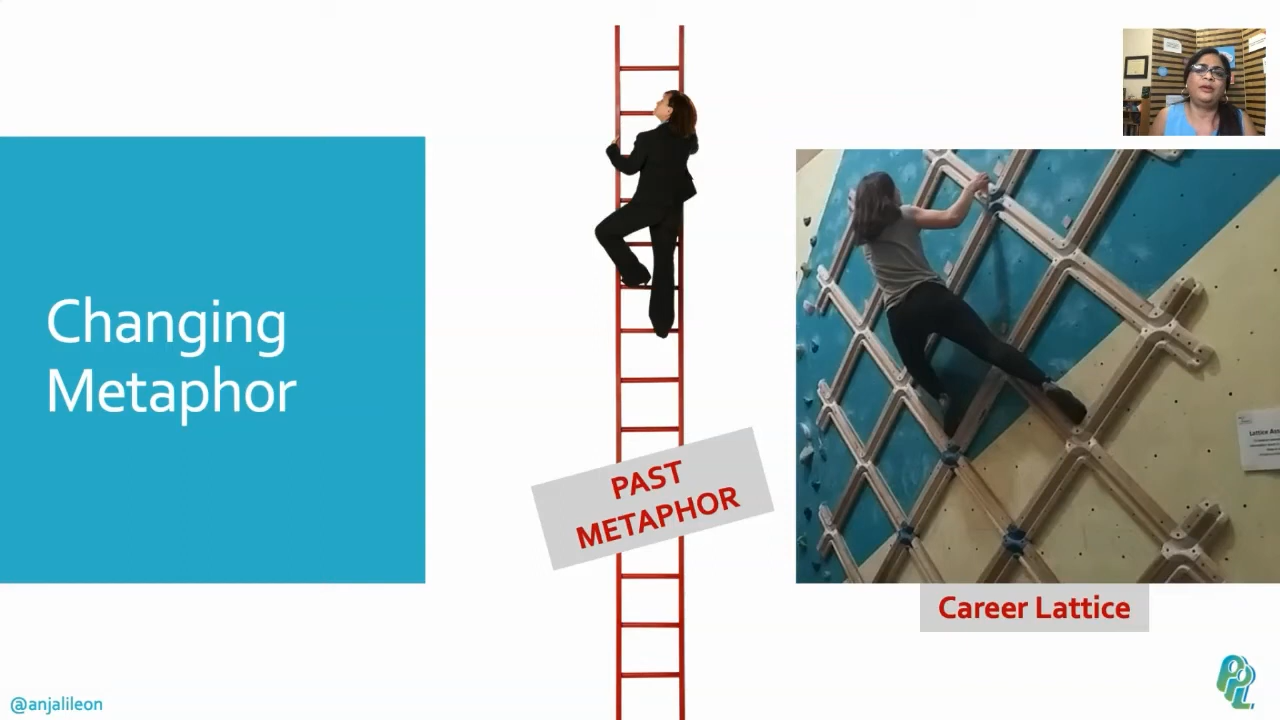 Changing
Metaphor
PAST
METAPHOR
Career Lattice
@anjalileon